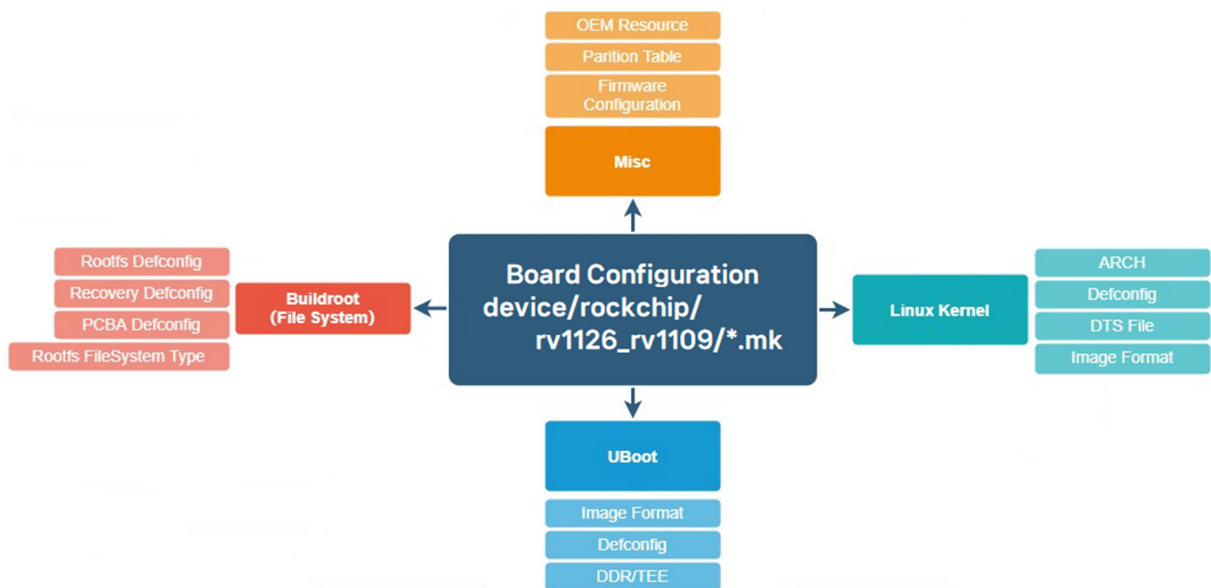 OEM Resource
Parition Table
Firmware
Configuration
Misc
Board Configuration
device/rockchip/
rv1126_rv1109/*.mk
Rootfs Defconfig
Recovery Defconfig
PCBA Defconfig
Rootfs FileSystem Type
Buildroot
(File System)
Linux Kernel
ARCH
Defconfig
DTS File
Image Format
UBoot
Image Format
Defconfig
DDR/TEE